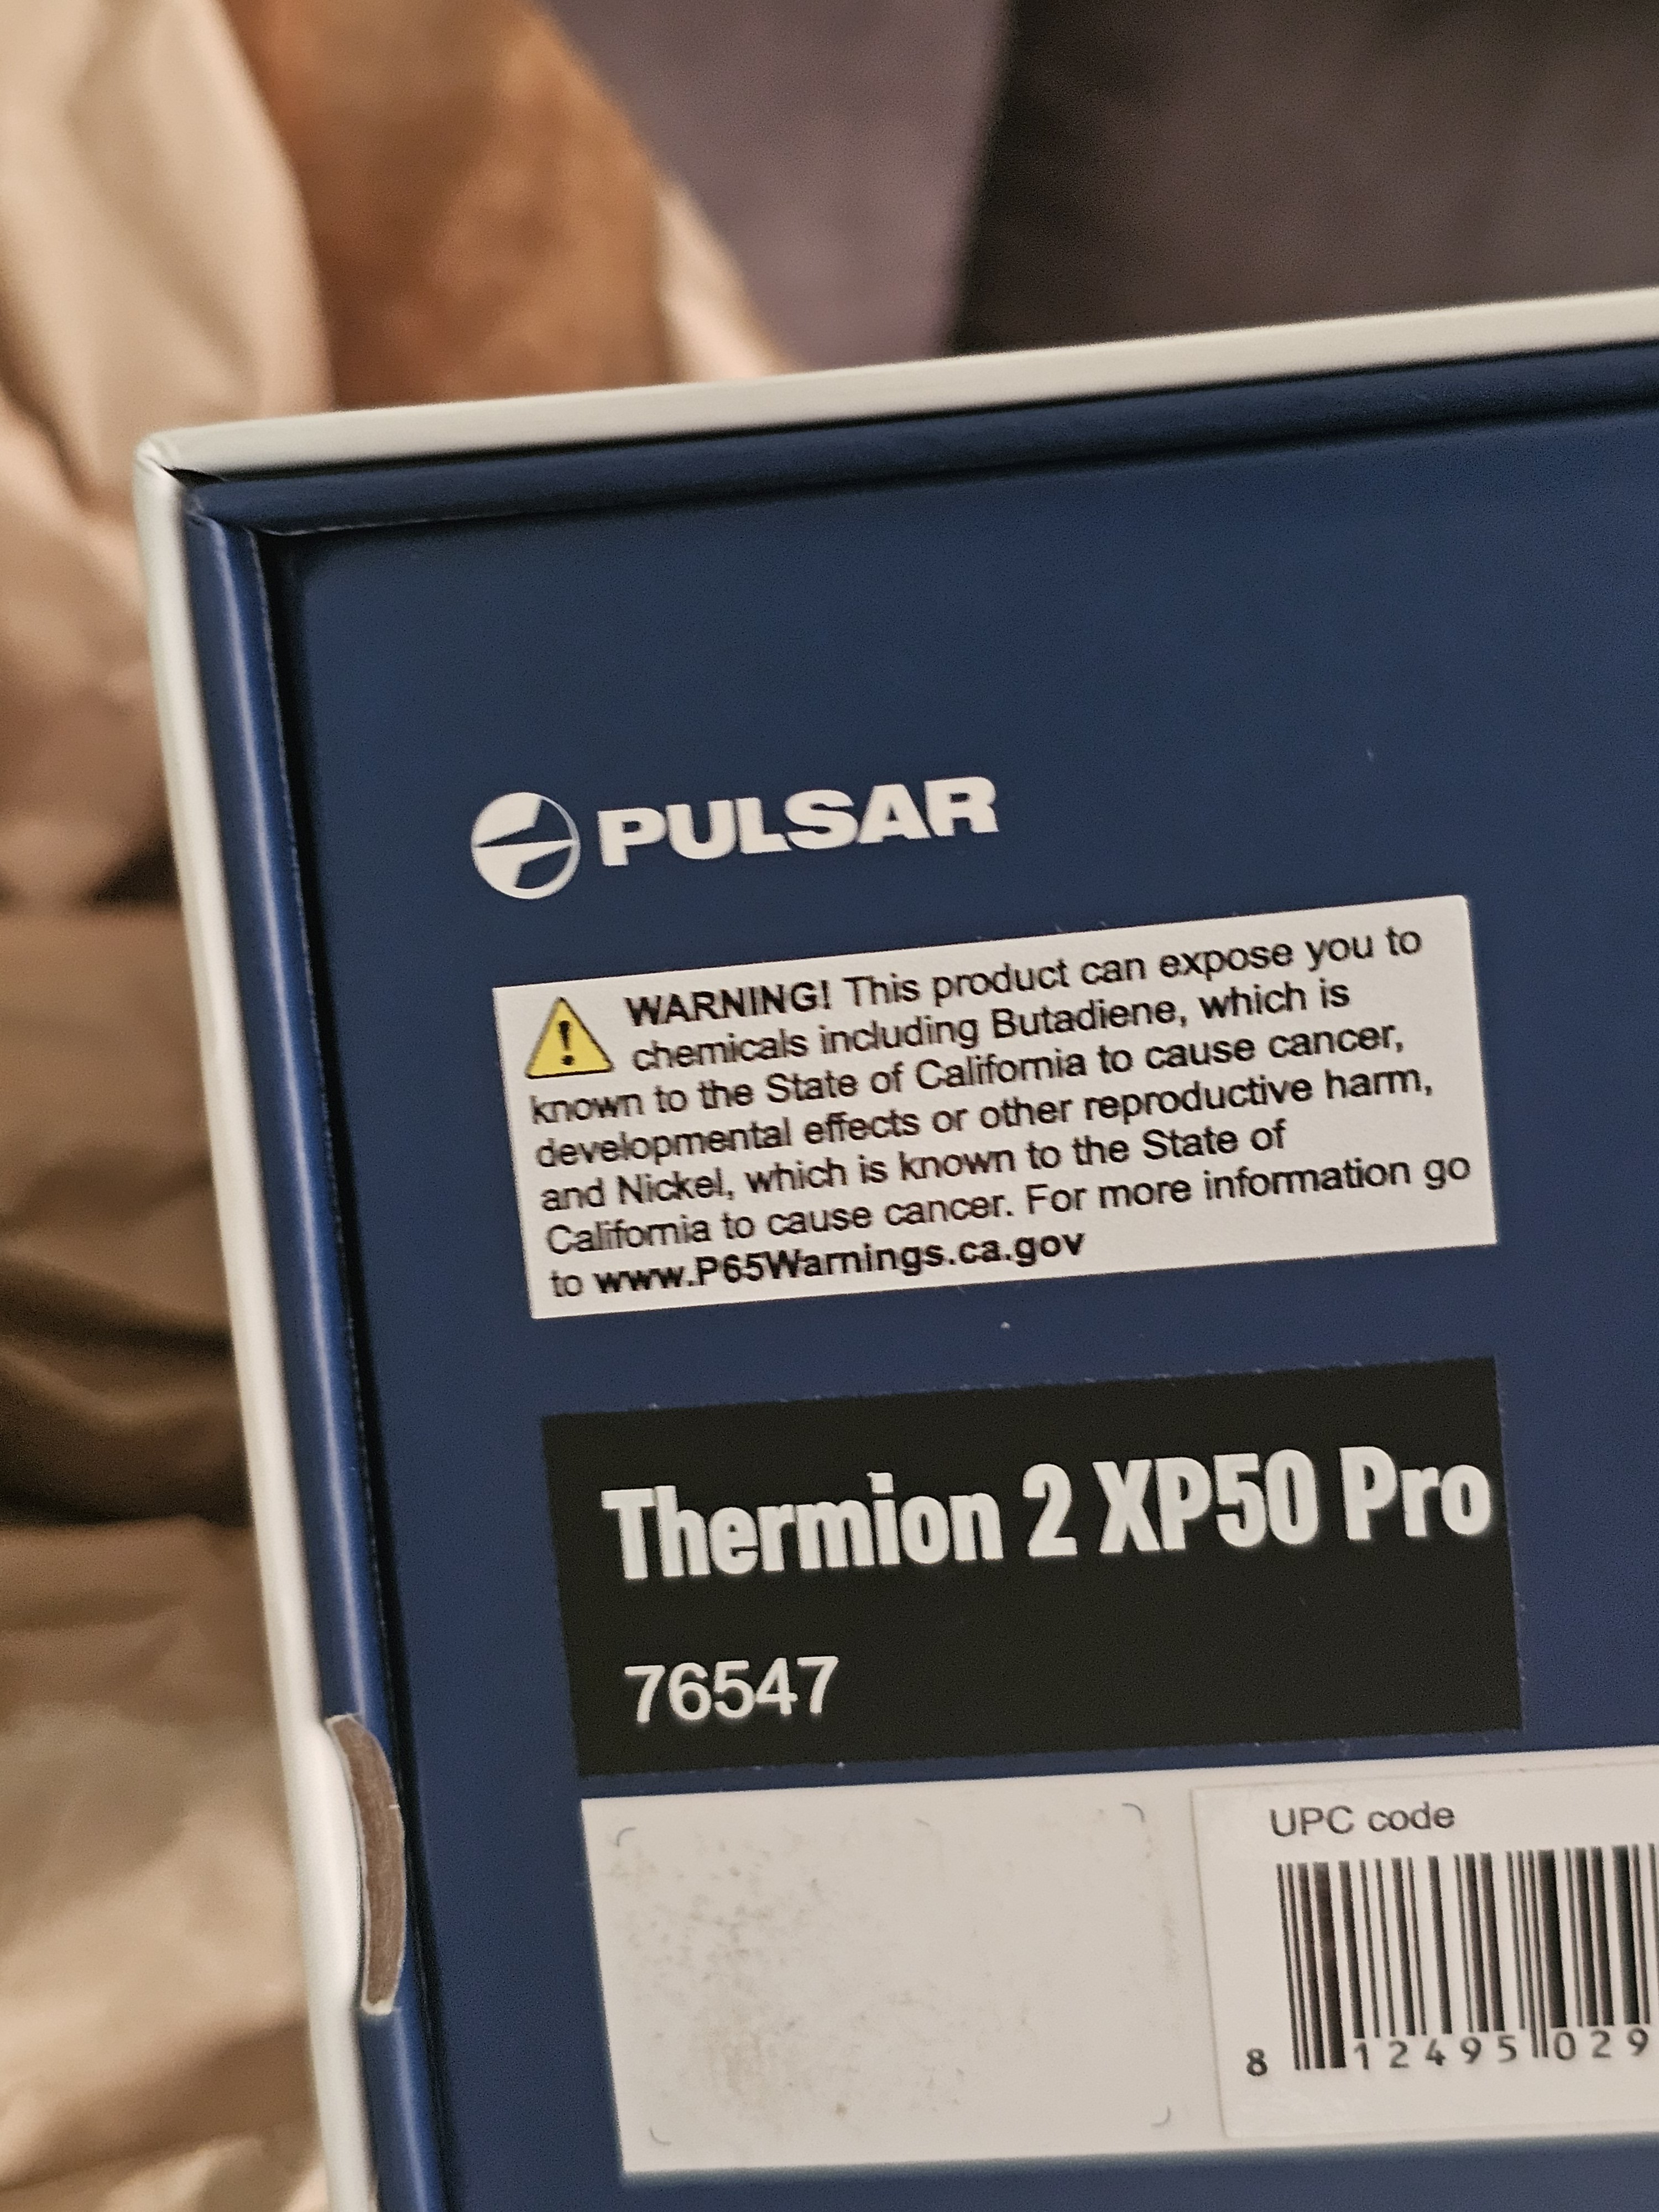 PULSAR
WARNING! This product can expose you to
chemicals including Butadiene, which is
known to the State of California to cause cancer,
developmental effects or other reproductive harm,
and Nickel, which is known to the State of
California to cause cancer. For more information go
to www.P65Warnings.ca.gov
Thermion 2 XP50 Pro
76547
UPC code
8 12495 029